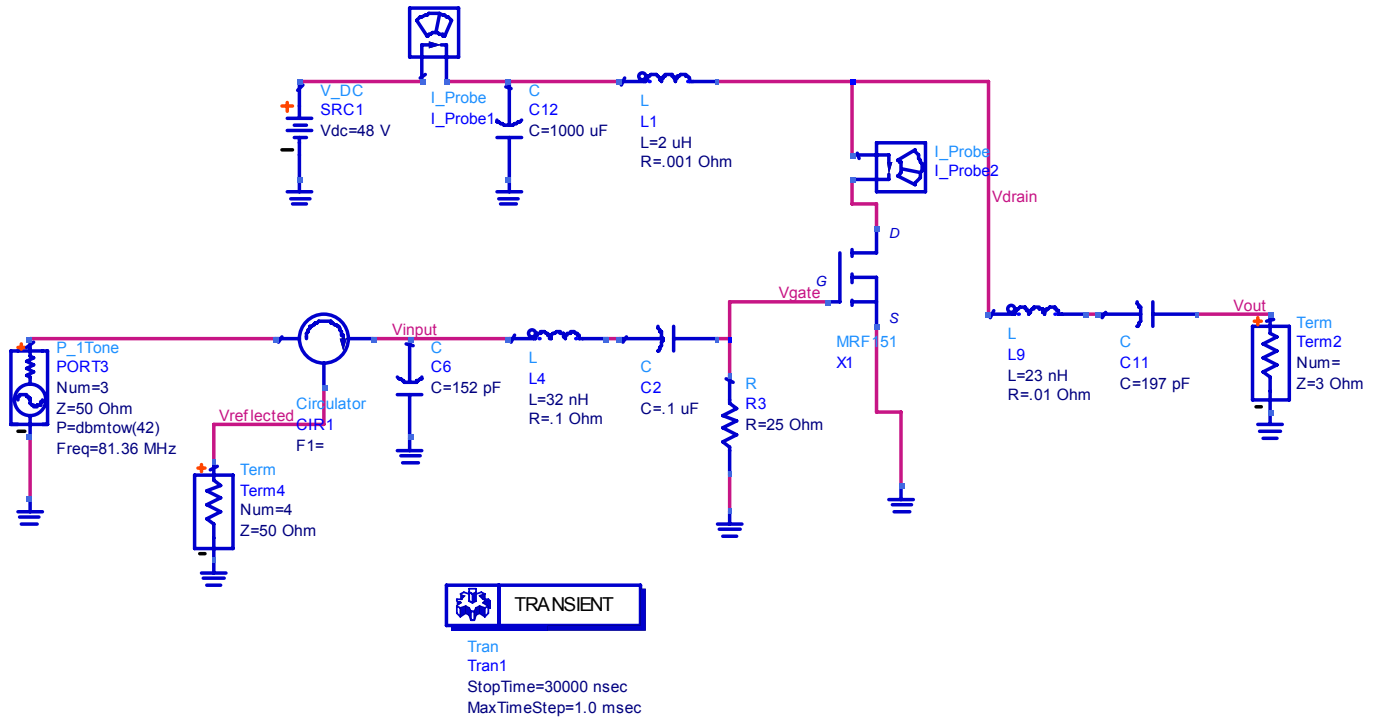 V_DC
SRC1
Vdc=48 V
I_Probe
I_Probe1
C
C12
C=1000 uF
L
L1
L=2 uH
R=.001 Ohm
I_Probe
I_Probe2
Vdrain
D
G
S
Vgate
MRF151
X1
P_1Tone
PORT3
Num=3
Z=50 Ohm
P=dbmtow(42)
Freq=81.36 MHz
Vreflected
Circulator
CIR1
F1=
Term
Term4
Num=4
Z=50 Ohm
Vinput
C
C6
C=152 pF
L
L4
L=32 nH
R=.1 Ohm
C
C2
C=.1 uF
R
R3
R=25 Ohm
L
L9
L=23 nH
R=.01 Ohm
C
C11
C=197 pF
Vout
Term
Term2
Num=
Z=3 Ohm
TRANSIENT
Tran
Tran1
StopTime=30000 nsec
MaxTimeStep=1.0 msec